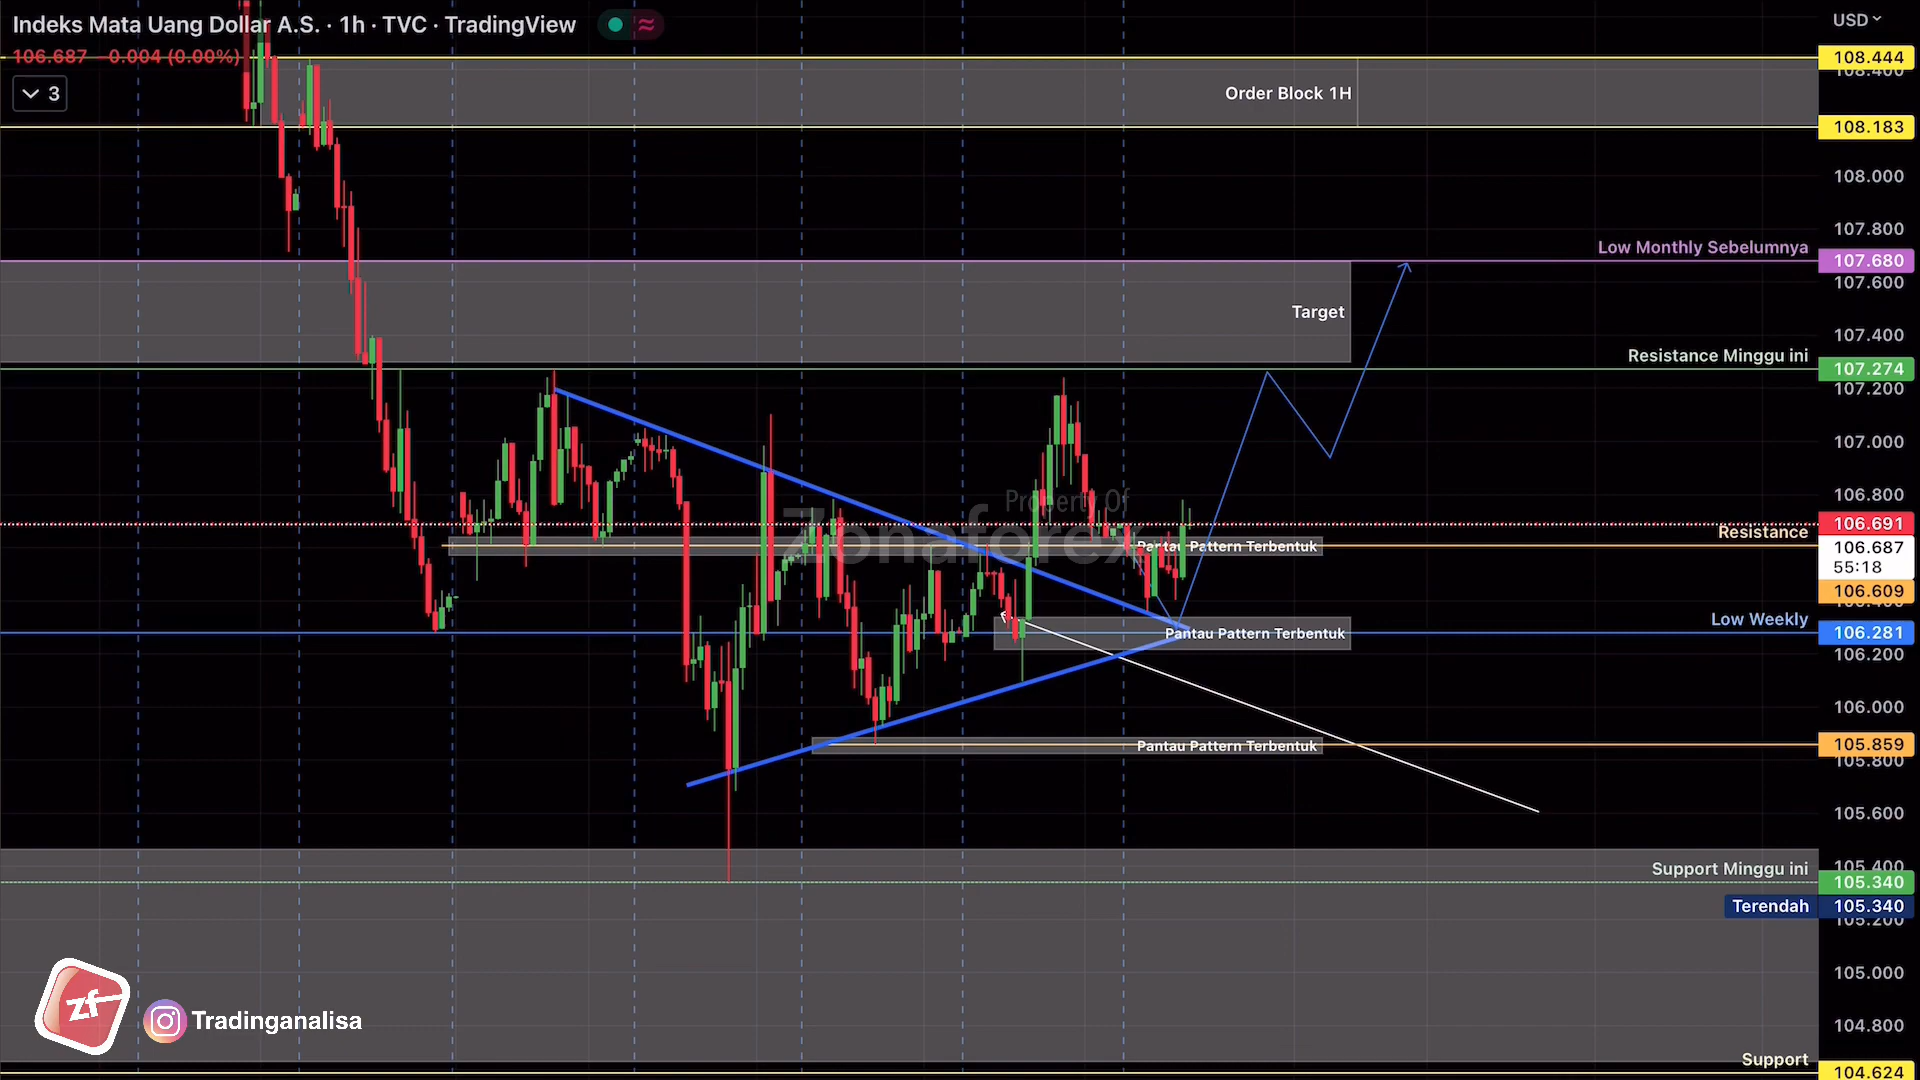 Indeks Mata Uang Dollar A.S. · 1h · TVC · TradingView
USD
106.687 −0.004 (0.00%)
3
108.444
108.400
Order Block 1H
108.183
108.000
107.800
Low Monthly Sebelumnya
107.680
107.600
Target
107.400
Resistance Minggu ini
107.274
107.200
107.000
106.800
Property Of
Zonaforex
106.691
Resistance
Pantau Pattern Terbentuk
106.687
55:18
106.609
106.400
Low Weekly
106.281
Pantau Pattern Terbentuk
106.200
106.000
Pantau Pattern Terbentuk
105.859
105.800
105.600
105.400
Support Minggu ini
105.340
Terendah
105.340
105.200
105.000
zf
Tradinganalisa
104.800
Support
104.624